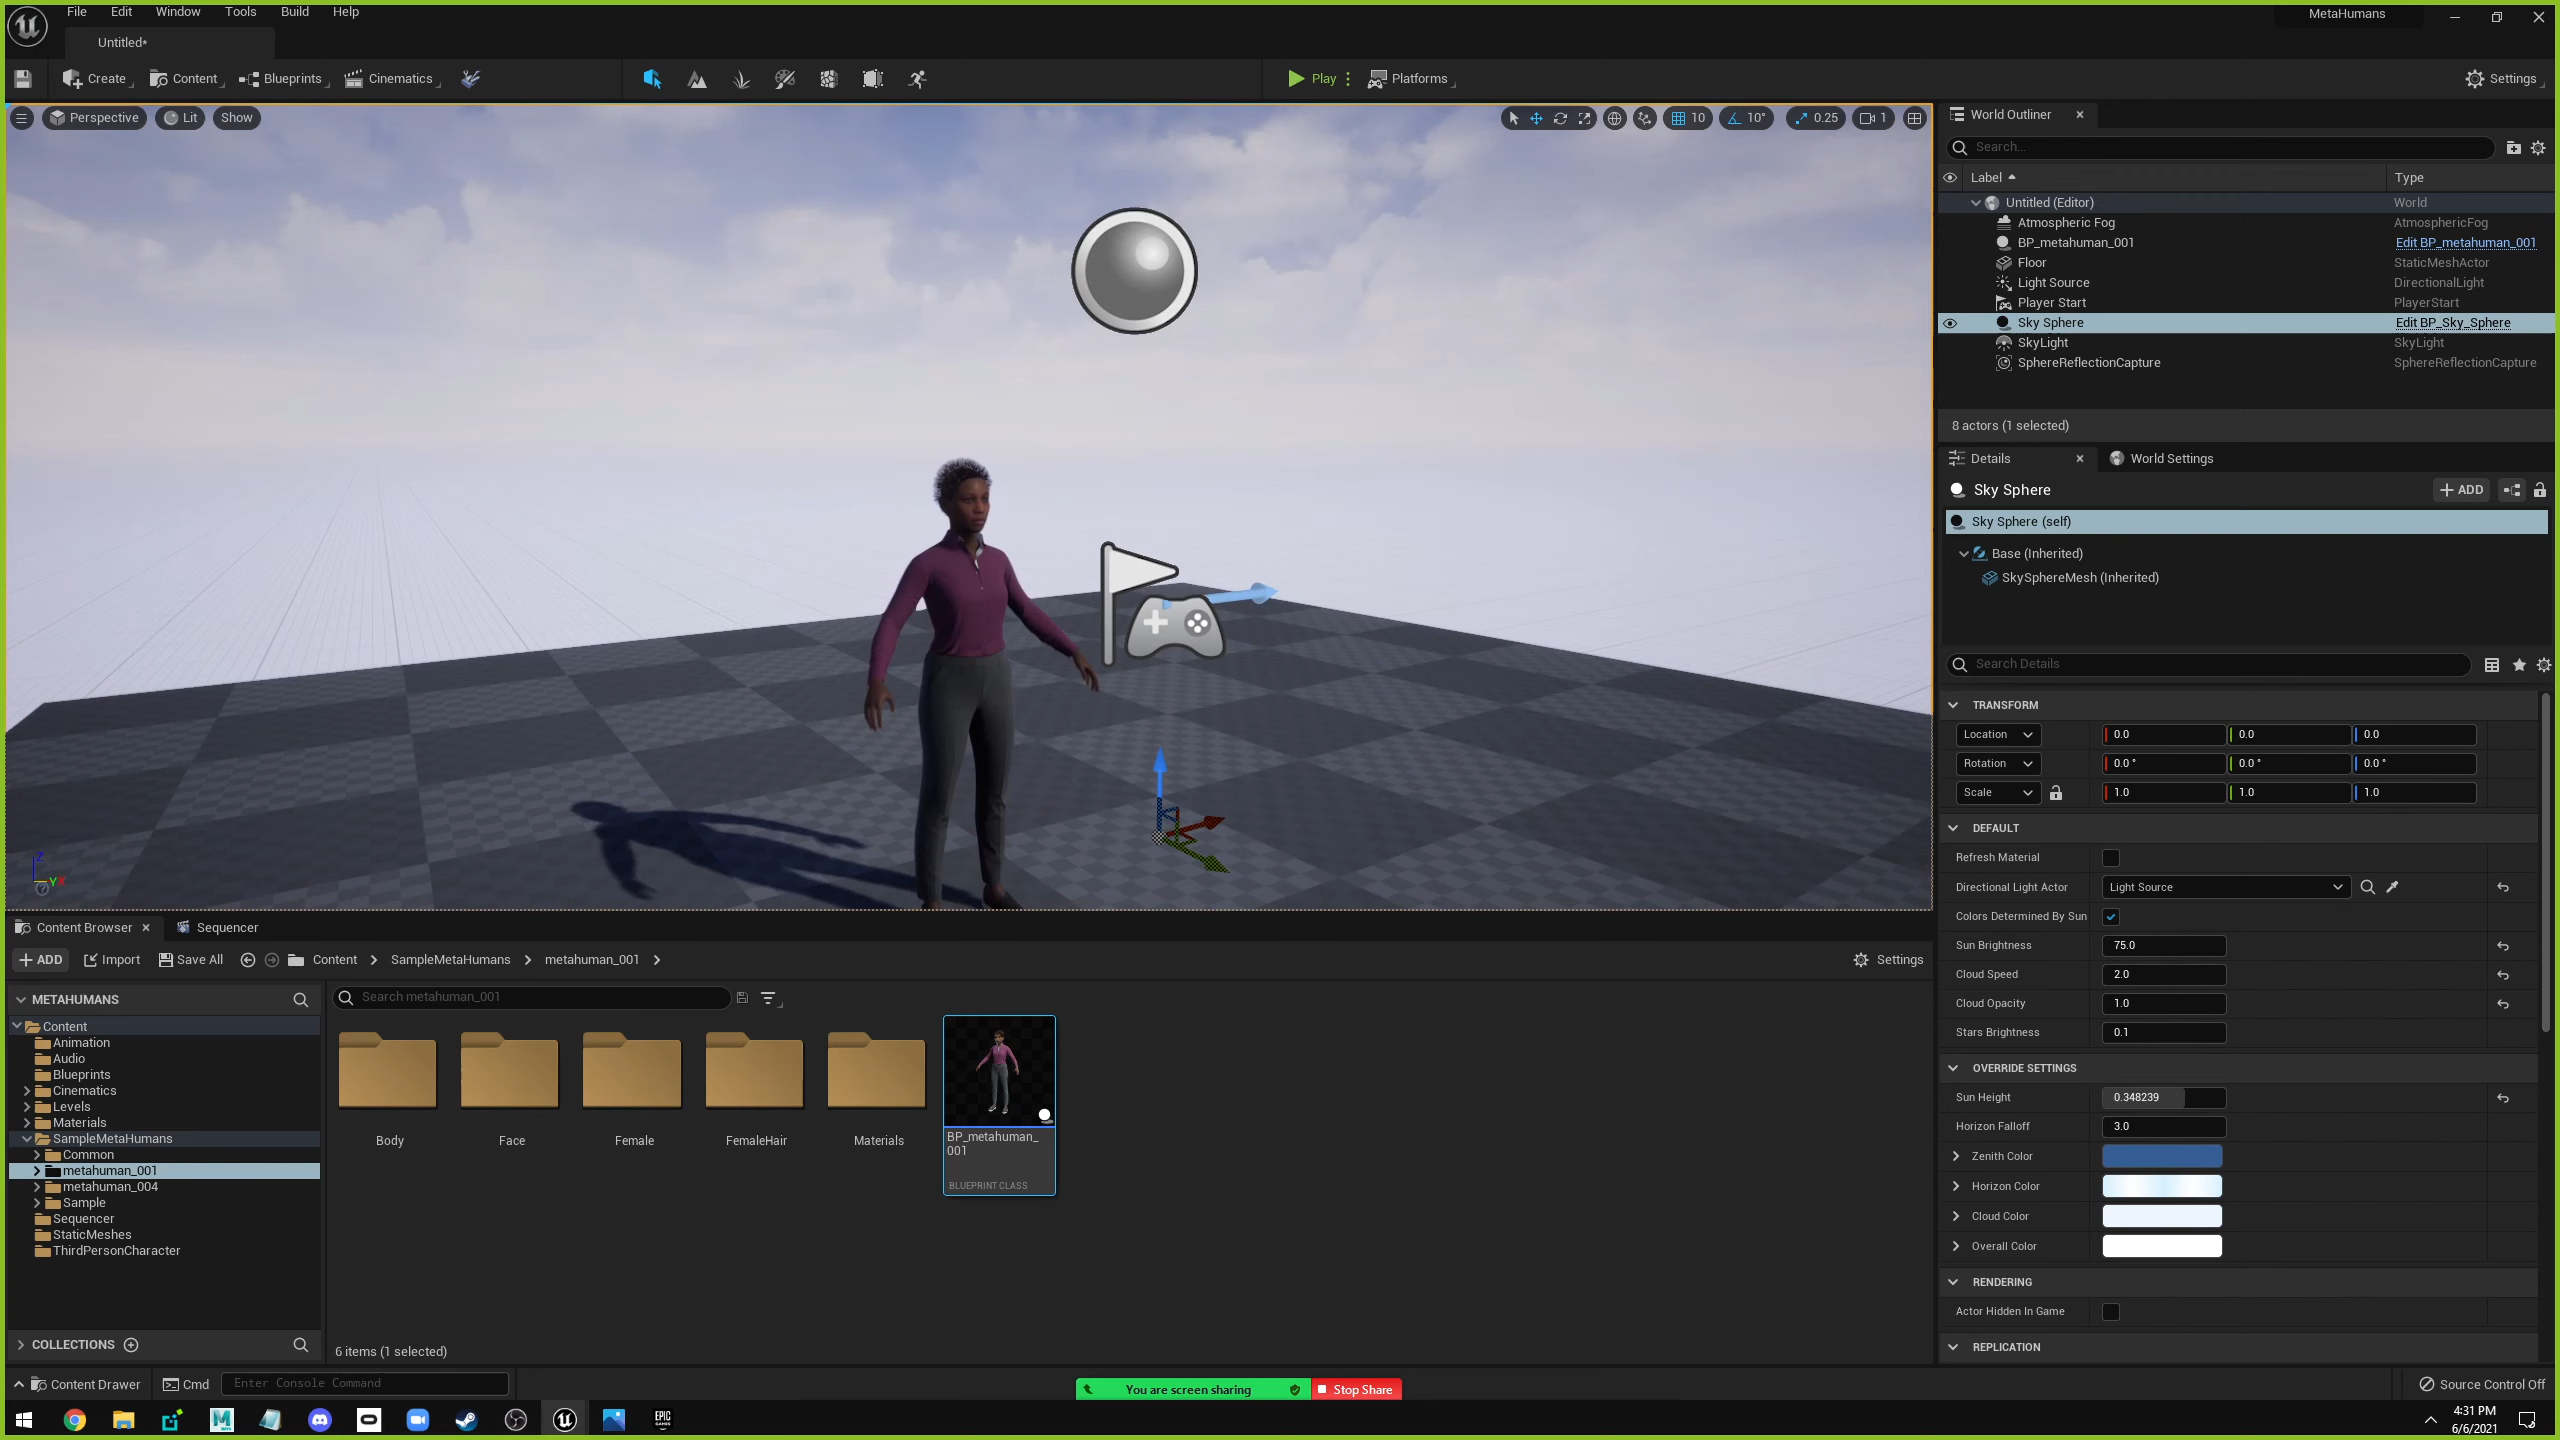 File Edit Window Tools Build Help
MetaHumans
Untitled*
Create Content Blueprints Cinematics
Play Platforms
Settings
Perspective Lit Show
10 10° 0.25 1
World Outliner
Search...
Label Type
Untitled (Editor) World
Atmospheric Fog AtmosphericFog
BP_metahuman_001 Edit BP_metahuman_001
Floor StaticMeshActor
Light Source DirectionalLight
Player Start PlayerStart
Sky Sphere Edit BP_Sky_Sphere
SkyLight SkyLight
SphereReflectionCapture SphereReflectionCapture
8 actors (1 selected)
Details World Settings
Sky Sphere + ADD
Sky Sphere (self)
Base (Inherited)
SkySphereMesh (Inherited)
Search Details
TRANSFORM
Location 0.0 0.0 0.0
Rotation 0.0 ° 0.0 ° 0.0 °
Scale 1.0 1.0 1.0
DEFAULT
Refresh Material
Directional Light Actor Light Source
Colors Determined By Sun
Sun Brightness 75.0
Cloud Speed 2.0
Cloud Opacity 1.0
Stars Brightness 0.1
OVERRIDE SETTINGS
Sun Height 0.348239
Horizon Falloff 3.0
Zenith Color
Horizon Color
Cloud Color
Overall Color
RENDERING
Actor Hidden In Game
REPLICATION
Z
Y X
Content Browser Sequencer
+ ADD Import Save All Content SampleMetaHumans metahuman_001
Settings
METAHUMANS
Content
Animation
Audio
Blueprints
Cinematics
Levels
Materials
SampleMetaHumans
Common
metahuman_001
metahuman_004
Sample
Sequencer
StaticMeshes
ThirdPersonCharacter
COLLECTIONS
Search metahuman_001
Body Face Female FemaleHair Materials
BP_metahuman_
001
BLUEPRINT CLASS
6 items (1 selected)
Content Drawer Cmd Enter Console Command
You are screen sharing Stop Share
Source Control Off
EPIC
GAMES
4:31 PM
6/6/2021